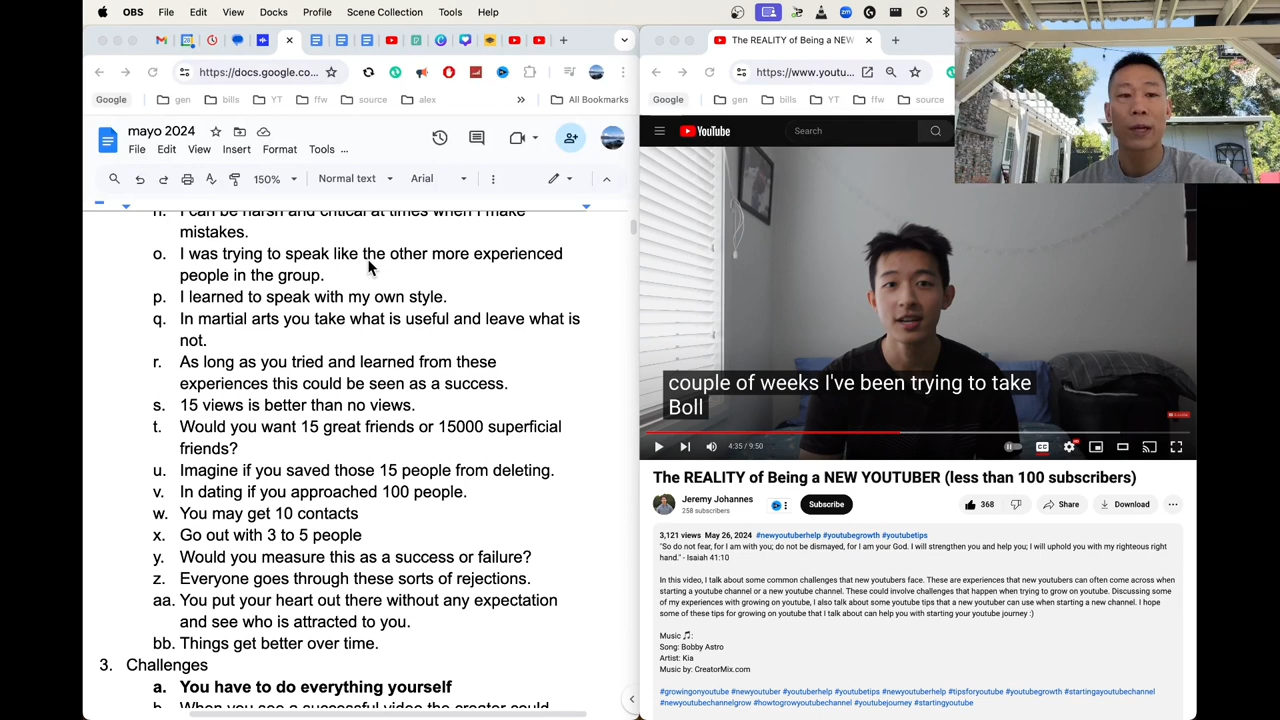 OBS File Edit View Docks Profile Scene Collection Tools Help
https://docs.google.co...
Google gen bills YT ffw source alex » All Bookmarks
mayo 2024
File Edit View Insert Format Tools ...
150% Normal text Arial
n. I can be harsh and critical at times when I make
mistakes.
o. I was trying to speak like the other more experienced
people in the group.
p. I learned to speak with my own style.
q. In martial arts you take what is useful and leave what is
not.
r. As long as you tried and learned from these
experiences this could be seen as a success.
s. 15 views is better than no views.
t. Would you want 15 great friends or 15000 superficial
friends?
u. Imagine if you saved those 15 people from deleting.
v. In dating if you approached 100 people.
w. You may get 10 contacts
x. Go out with 3 to 5 people
y. Would you measure this as a success or failure?
z. Everyone goes through these sorts of rejections.
aa. You put your heart out there without any expectation
and see who is attracted to you.
bb. Things get better over time.
3. Challenges
a. You have to do everything yourself
b. When you see a successful video the creator could
The REALITY of Being a NEW
https://www.youtu...
Google gen bills YT ffw source
YouTube
Search
couple of weeks I've been trying to take
Boll
4:35 / 9:50
The REALITY of Being a NEW YOUTUBER (less than 100 subscribers)
Jeremy Johannes
258 subscribers
Subscribe
368
Share
Download
3,121 views May 26, 2024 #newyoutuberhelp #youtubegrowth #youtubetips
"So do not fear, for I am with you; do not be dismayed, for I am your God. I will strengthen you and help you; I will uphold you with my righteous right
hand." - Isaiah 41:10
In this video, I talk about some common challenges that new youtubers face. These are experiences that new youtubers can often come across when
starting a youtube channel or a new youtube channel. These could involve challenges that happen when trying to grow on youtube. Discussing some
of my experiences with growing on youtube, I also talk about some youtube tips that a new youtuber can use when starting a new channel. I hope
some of these tips for growing on youtube that I talk about can help you with starting your youtube journey :)
Music 🎵:
Song: Bobby Astro
Artist: Kia
Music by: CreatorMix.com
#growingonyoutube #newyoutuber #youtuberhelp #youtubetips #newyoutuberhelp #tipsforyoutube #youtubegrowth #startingayoutubechannel
#newyoutubechannelgrow #howtogrowyoutubechannel #youtubejourney #startingyoutube